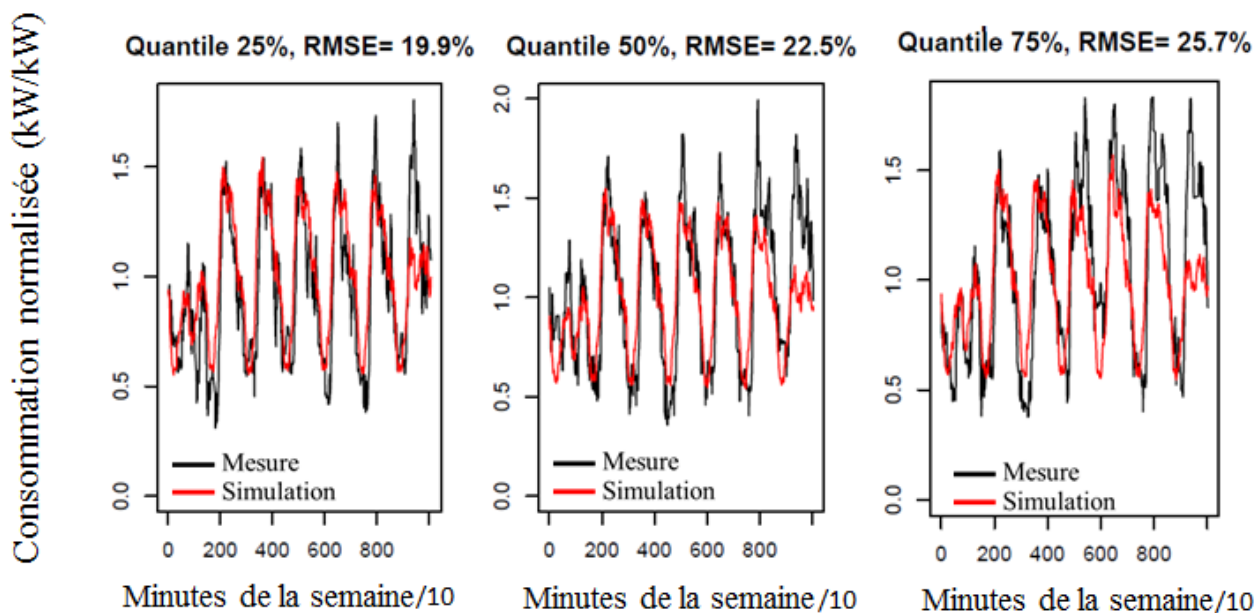 Consommation normalisée (kW/kW)
Quantile 25%, RMSE= 19.9%
1.5
1.0
0.5
0.0
Mesure
Simulation
0 200 400 600 800
Minutes de la semaine/10
Quantile 50%, RMSE= 22.5%
2.0
1.5
1.0
0.5
0.0
Mesure
Simulation
0 200 400 600 800
Minutes de la semaine/10
Quantile 75%, RMSE= 25.7%
1.5
1.0
0.5
0.0
Mesure
Simulation
0 200 400 600 800
Minutes de la semaine/10